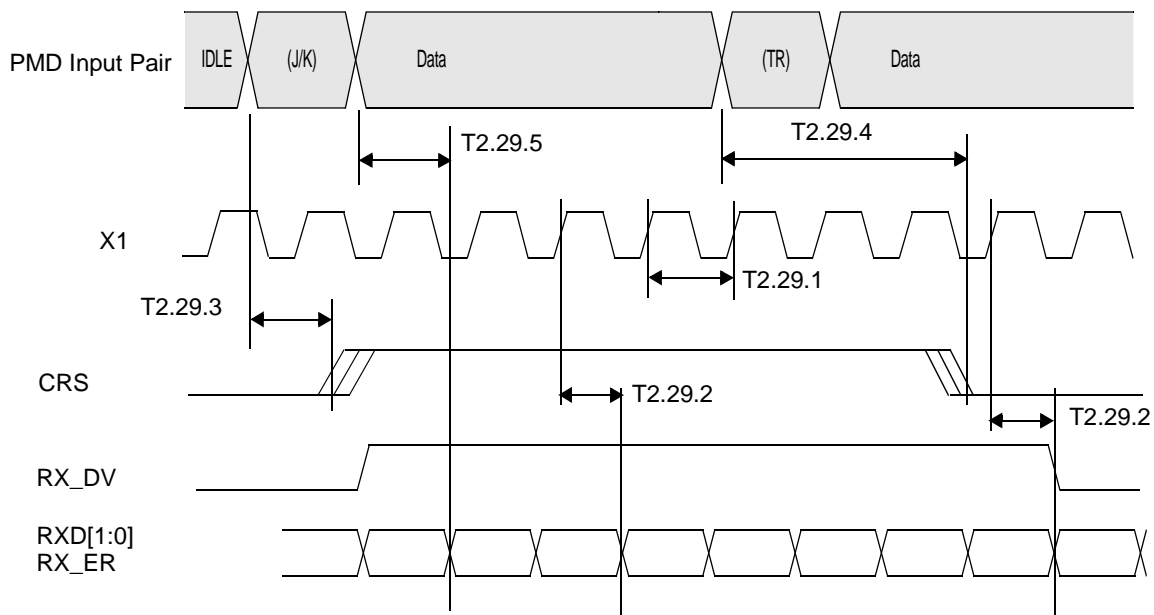 PMD Input Pair
IDLE
(J/K)
Data
(TR)
Data
T2.29.5
T2.29.4
X1
T2.29.3
T2.29.1
CRS
T2.29.2
T2.29.2
RX_DV
RXD[1:0]
RX_ER